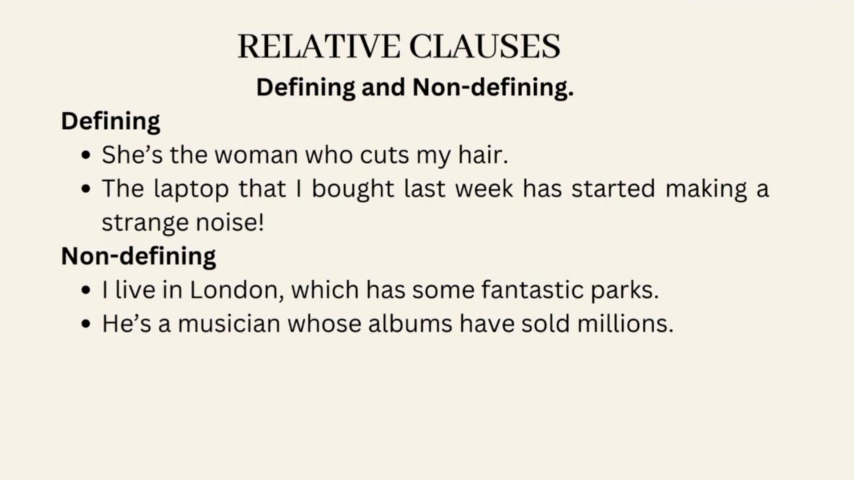 RELATIVE CLAUSES
Defining and Non-defining.
Defining
• She’s the woman who cuts my hair.
• The laptop that I bought last week has started making a
strange noise!
Non-defining
• I live in London, which has some fantastic parks.
• He’s a musician whose albums have sold millions.